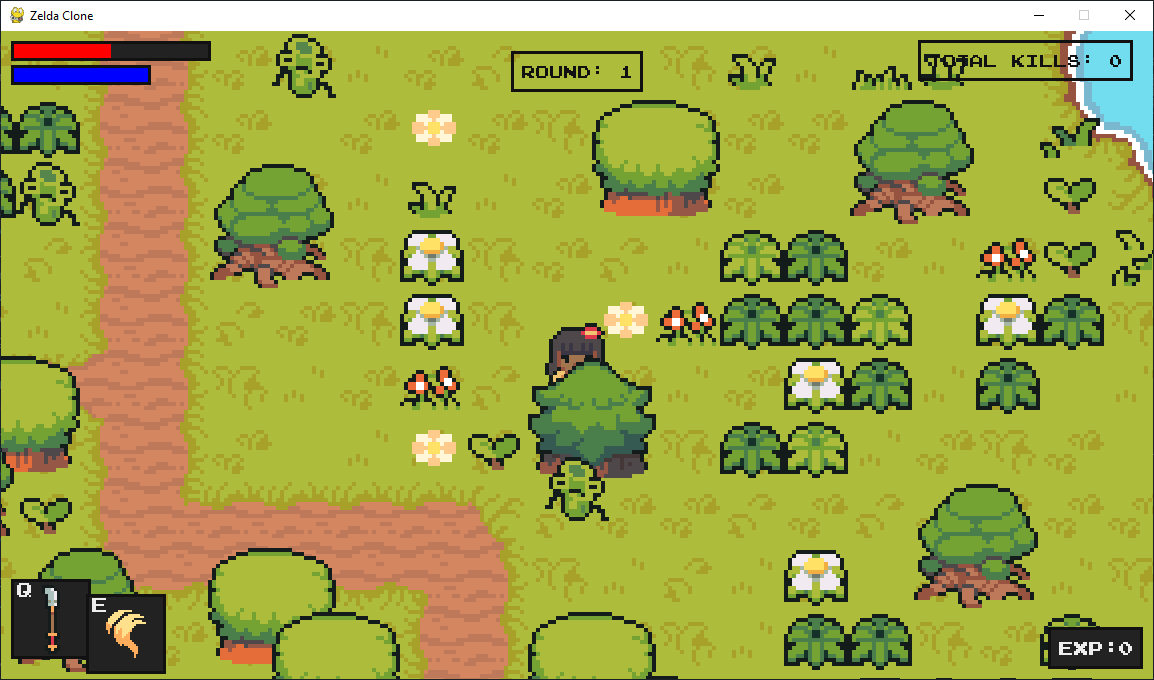 Zelda Clone
ROUND: 1
TOTAL KILLS: 0
Q
E
EXP:0